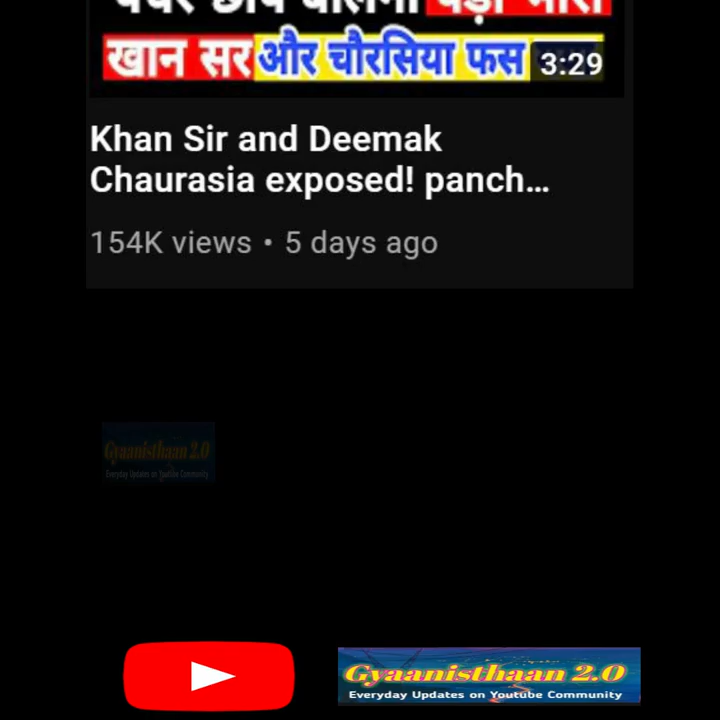 खान सर और चौरसिया फस
3:29
Khan Sir and Deemak
Chaurasia exposed! panch...
154K views • 5 days ago
Gyaanisthaan 2.0
Everyday Updates on Youtube Community
Gyaanisthaan 2.0
Everyday Updates on Youtube Community